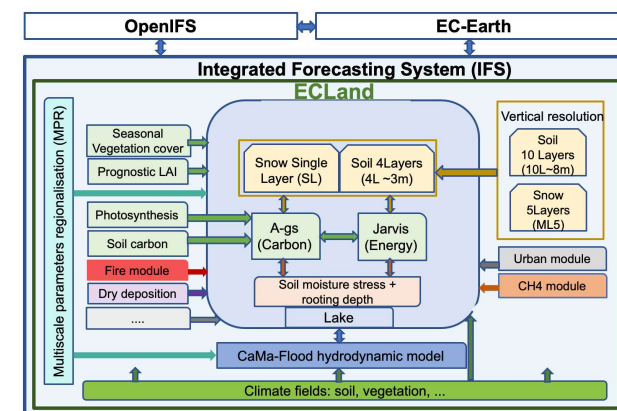 OpenIFS
EC-Earth
Integrated Forecasting System (IFS)
ECLand
Multiscale parameters regionalisation (MPR)
Seasonal
Vegetation cover
Prognostic LAI
Photosynthesis
Soil carbon
Fire module
Dry deposition
....
Snow Single
Layer (SL)
Soil 4Layers
(4L ~3m)
A-gs
(Carbon)
Jarvis
(Energy)
Soil moisture stress +
rooting depth
Lake
CaMa-Flood hydrodynamic model
Climate fields: soil, vegetation, ...
Vertical resolution
Soil
10 Layers
(10L~8m)
Snow
5Layers
(ML5)
Urban module
CH4 module